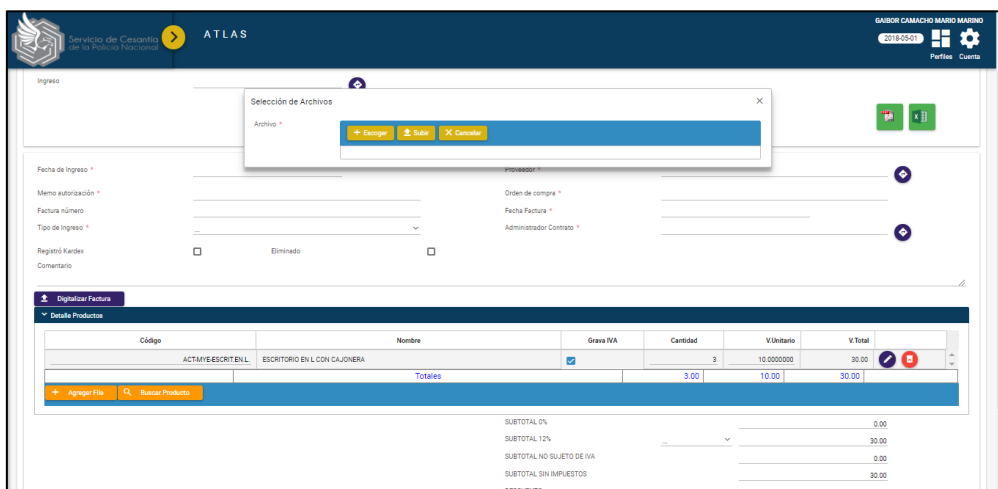 GAIBOR CAMACHO MARIO MARINO
Servicio de Cesantía
de la Policía Nacional
ATLAS
2018-05-01
Perfiles Cuenta
Ingreso
Selección de Archivos
Archivo *
Escoger Subir Cancelar
Fecha de Ingreso *
Proveedor *
Memo autorización *
Orden de compra *
Factura número
Fecha Factura *
Tipo de Ingreso *
...
Administrador Contrato *
Registró Kardex
Eliminado
Comentario
Digitalizar Factura
Detalle Productos
Código Nombre Grava IVA Cantidad V.Unitario V.Total
ACT-MYE-ESCRIT.EN.L. ESCRITORIO EN L CON CAJONERA 3 10.0000000 30.00
Totales 3.00 10.00 30.00
Agregar Fila Buscar Producto
SUBTOTAL 0% 0.00
SUBTOTAL 12% ... 30.00
SUBTOTAL NO SUJETO DE IVA 0.00
SUBTOTAL SIN IMPUESTOS 30.00